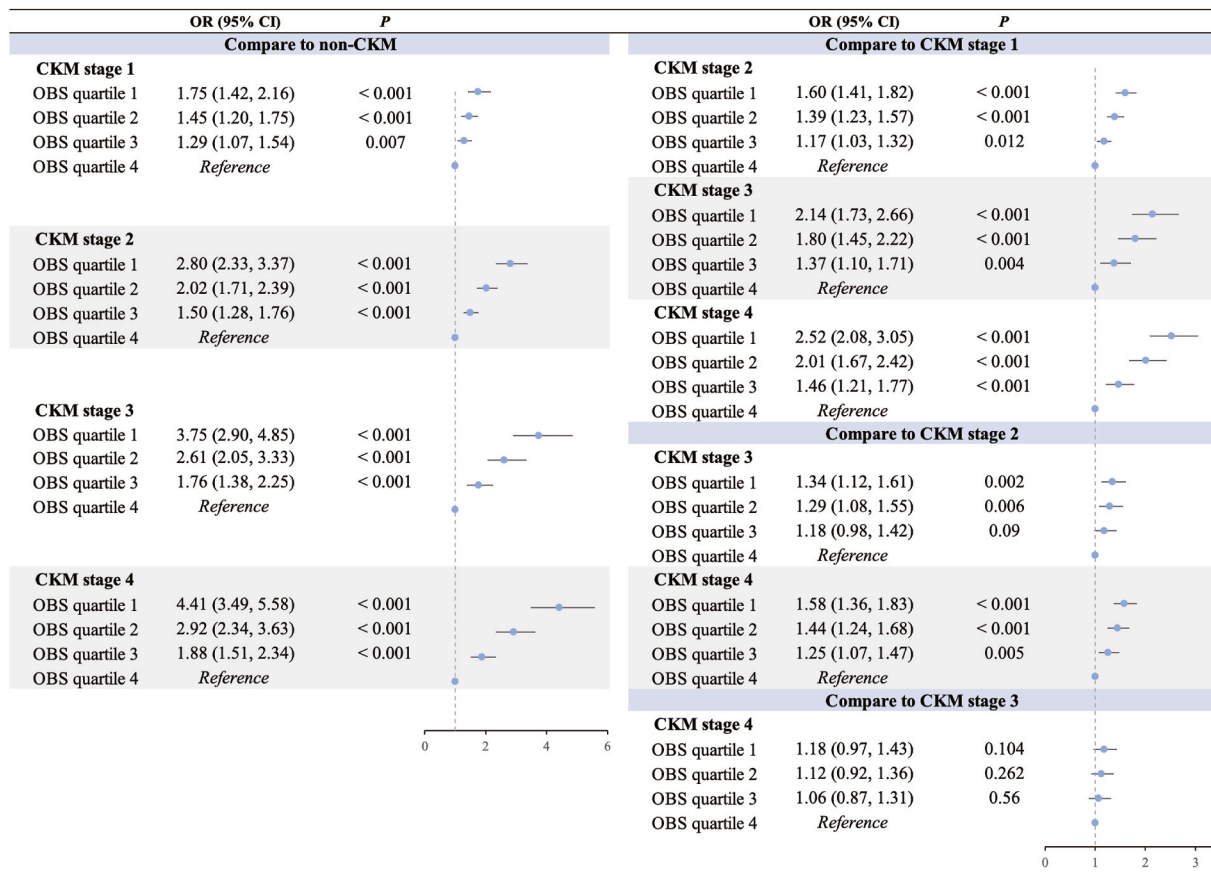 OR (95% CI) P
Compare to non-CKM
CKM stage 1
OBS quartile 1 1.75 (1.42, 2.16) < 0.001
OBS quartile 2 1.45 (1.20, 1.75) < 0.001
OBS quartile 3 1.29 (1.07, 1.54) 0.007
OBS quartile 4 Reference
CKM stage 2
OBS quartile 1 2.80 (2.33, 3.37) < 0.001
OBS quartile 2 2.02 (1.71, 2.39) < 0.001
OBS quartile 3 1.50 (1.28, 1.76) < 0.001
OBS quartile 4 Reference
CKM stage 3
OBS quartile 1 3.75 (2.90, 4.85) < 0.001
OBS quartile 2 2.61 (2.05, 3.33) < 0.001
OBS quartile 3 1.76 (1.38, 2.25) < 0.001
OBS quartile 4 Reference
CKM stage 4
OBS quartile 1 4.41 (3.49, 5.58) < 0.001
OBS quartile 2 2.92 (2.34, 3.63) < 0.001
OBS quartile 3 1.88 (1.51, 2.34) < 0.001
OBS quartile 4 Reference
0 2 4 6
OR (95% CI) P
Compare to CKM stage 1
CKM stage 2
OBS quartile 1 1.60 (1.41, 1.82) < 0.001
OBS quartile 2 1.39 (1.23, 1.57) < 0.001
OBS quartile 3 1.17 (1.03, 1.32) 0.012
OBS quartile 4 Reference
CKM stage 3
OBS quartile 1 2.14 (1.73, 2.66) < 0.001
OBS quartile 2 1.80 (1.45, 2.22) < 0.001
OBS quartile 3 1.37 (1.10, 1.71) 0.004
OBS quartile 4 Reference
CKM stage 4
OBS quartile 1 2.52 (2.08, 3.05) < 0.001
OBS quartile 2 2.01 (1.67, 2.42) < 0.001
OBS quartile 3 1.46 (1.21, 1.77) < 0.001
OBS quartile 4 Reference
Compare to CKM stage 2
CKM stage 3
OBS quartile 1 1.34 (1.12, 1.61) 0.002
OBS quartile 2 1.29 (1.08, 1.55) 0.006
OBS quartile 3 1.18 (0.98, 1.42) 0.09
OBS quartile 4 Reference
CKM stage 4
OBS quartile 1 1.58 (1.36, 1.83) < 0.001
OBS quartile 2 1.44 (1.24, 1.68) < 0.001
OBS quartile 3 1.25 (1.07, 1.47) 0.005
OBS quartile 4 Reference
Compare to CKM stage 3
CKM stage 4
OBS quartile 1 1.18 (0.97, 1.43) 0.104
OBS quartile 2 1.12 (0.92, 1.36) 0.262
OBS quartile 3 1.06 (0.87, 1.31) 0.56
OBS quartile 4 Reference
0 1 2 3